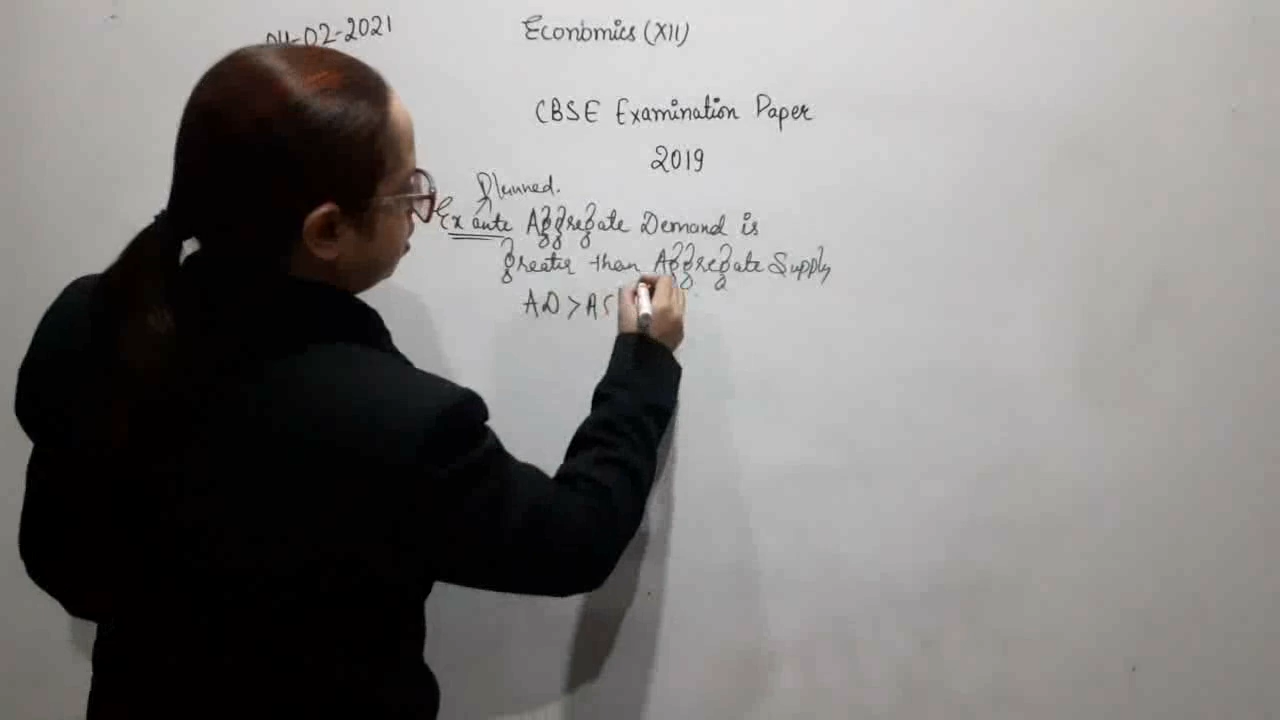 -02-2021
Economics (XII)
CBSE Examination Paper
2019
Planned.
Ex ante Aggregate Demand is
greater than Aggregate Supply
AD > AS